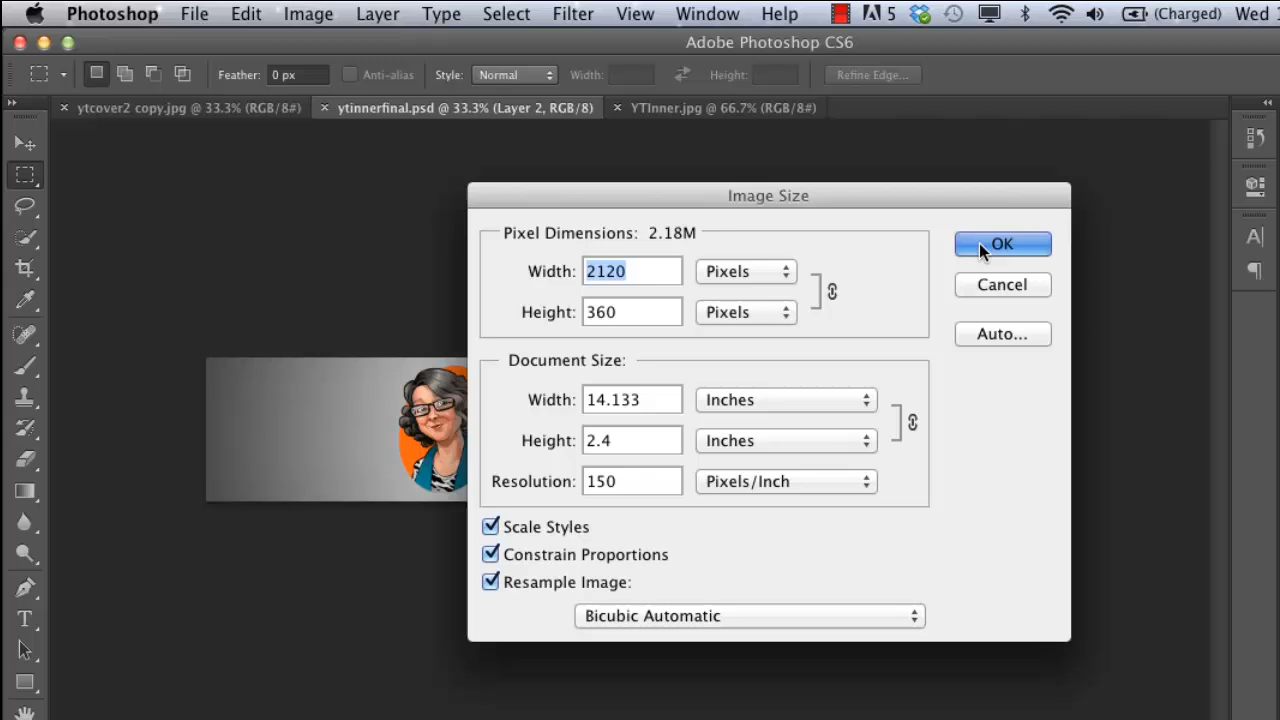 Photoshop File Edit Image Layer Type Select Filter View Window Help 5 (Charged) Wed
Adobe Photoshop CS6
Feather: 0 px Anti-alias Style: Normal Width: Height: Refine Edge...
ytcover2 copy.jpg @ 33.3% (RGB/8#) ytinnerfinal.psd @ 33.3% (Layer 2, RGB/8) YTInner.jpg @ 66.7% (RGB/8#)
Image Size
Pixel Dimensions: 2.18M
Width: 2120 Pixels
Height: 360 Pixels
OK
Cancel
Auto...
Document Size:
Width: 14.133 Inches
Height: 2.4 Inches
Resolution: 150 Pixels/Inch
Scale Styles
Constrain Proportions
Resample Image:
Bicubic Automatic